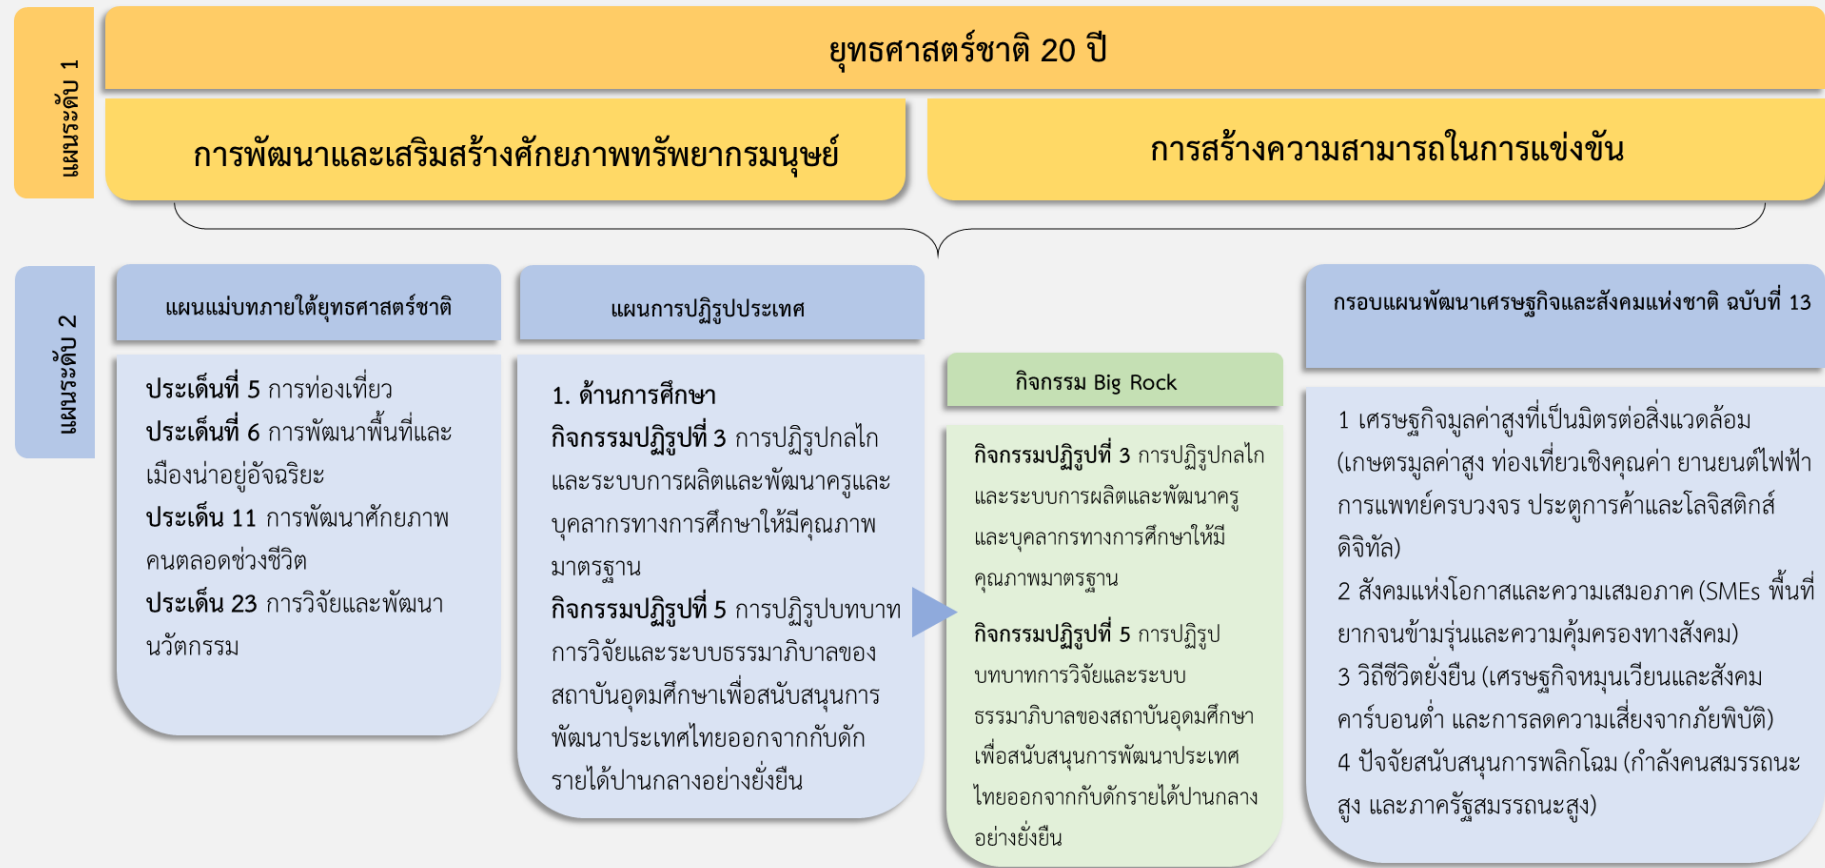 แผนระดับ 1
ยุทธศาสตร์ชาติ 20 ปี
การพัฒนาและเสริมสร้างศักยภาพทรัพยากรมนุษย์
การสร้างความสามารถในการแข่งขัน
แผนระดับ 2
แผนแม่บทภายใต้ยุทธศาสตร์ชาติ
ประเด็นที่ 5 การท่องเที่ยว
ประเด็นที่ 6 การพัฒนาพื้นที่และ
เมืองน่าอยู่อัจฉริยะ
ประเด็น 11 การพัฒนาศักยภาพ
คนตลอดช่วงชีวิต
ประเด็น 23 การวิจัยและพัฒนา
นวัตกรรม
แผนการปฏิรูปประเทศ
1. ด้านการศึกษา
กิจกรรมปฏิรูปที่ 3 การปฏิรูปกลไก
และระบบการผลิตและพัฒนาครูและ
บุคลากรทางการศึกษาให้มีคุณภาพ
มาตรฐาน
กิจกรรมปฏิรูปที่ 5 การปฏิรูปบทบาท
การวิจัยและระบบธรรมาภิบาลของ
สถาบันอุดมศึกษาเพื่อสนับสนุนการ
พัฒนาประเทศไทยออกจากกับดัก
รายได้ปานกลางอย่างยั่งยืน
กิจกรรม Big Rock
กิจกรรมปฏิรูปที่ 3 การปฏิรูปกลไก
และระบบการผลิตและพัฒนาครู
และบุคลากรทางการศึกษาให้มี
คุณภาพมาตรฐาน
กิจกรรมปฏิรูปที่ 5 การปฏิรูป
บทบาทการวิจัยและระบบ
ธรรมาภิบาลของสถาบันอุดมศึกษา
เพื่อสนับสนุนการพัฒนาประเทศ
ไทยออกจากกับดักรายได้ปานกลาง
อย่างยั่งยืน
กรอบแผนพัฒนาเศรษฐกิจและสังคมแห่งชาติ ฉบับที่ 13
1 เศรษฐกิจมูลค่าสูงที่เป็นมิตรต่อสิ่งแวดล้อม
(เกษตรมูลค่าสูง ท่องเที่ยวเชิงคุณค่า ยานยนต์ไฟฟ้า
การแพทย์ครบวงจร ประตูการค้าและโลจิสติกส์
ดิจิทัล)
2 สังคมแห่งโอกาสและความเสมอภาค (SMEs พื้นที่
ยากจนข้ามรุ่นและความคุ้มครองทางสังคม)
3 วิถีชีวิตยั่งยืน (เศรษฐกิจหมุนเวียนและสังคม
คาร์บอนต่ำ และการลดความเสี่ยงจากภัยพิบัติ)
4 ปัจจัยสนับสนุนการพลิกโฉม (กำลังคนสมรรถนะ
สูง และภาครัฐสมรรถนะสูง)